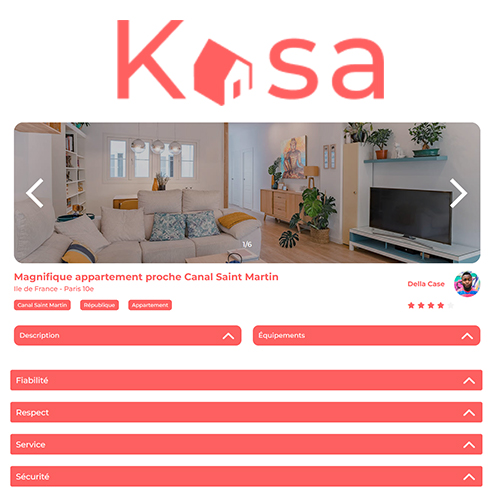 Kasa
1/6
Magnifique appartement proche Canal Saint Martin
Ile de France - Paris 10e
Della Case
Canal Saint Martin
République
Appartement
Description
Équipements
Fiabilité
Respect
Service
Sécurité